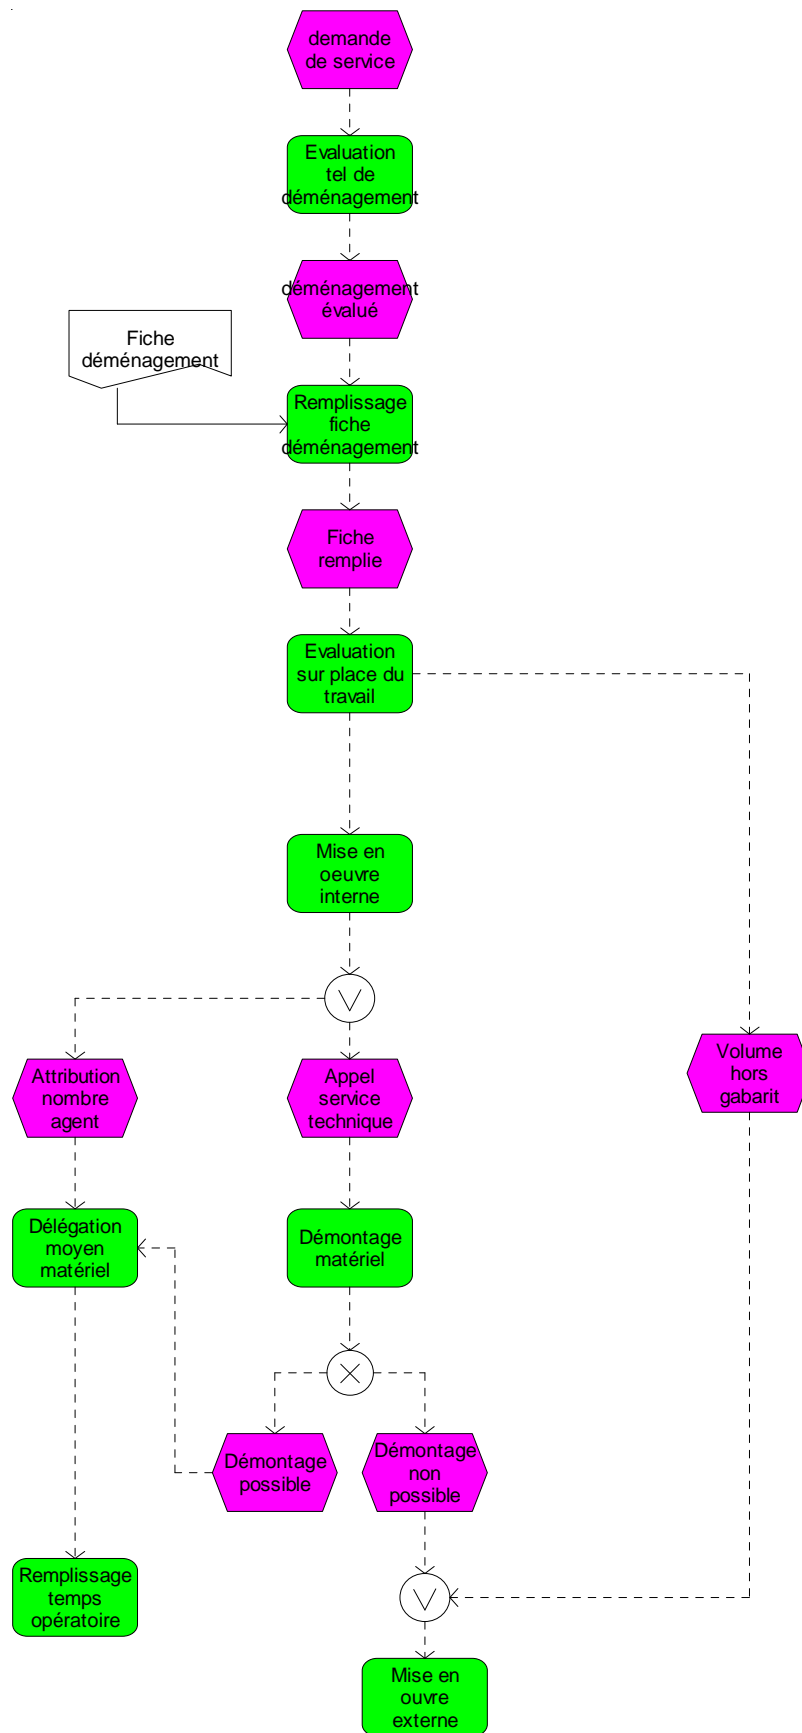 demande
de service
Evaluation
tel de
déménagement
déménagement
évalué
Fiche
déménagement
Remplissage
fiche
déménagement
Fiche
remplie
Evaluation
sur place du
travail
Mise en
oeuvre
interne
Attribution
nombre
agent
Appel
service
technique
Volume
hors
gabarit
Délégation
moyen
matériel
Démontage
matériel
Démontage
possible
Démontage
non
possible
Remplissage
temps
opératoire
Mise en
ouvre
externe